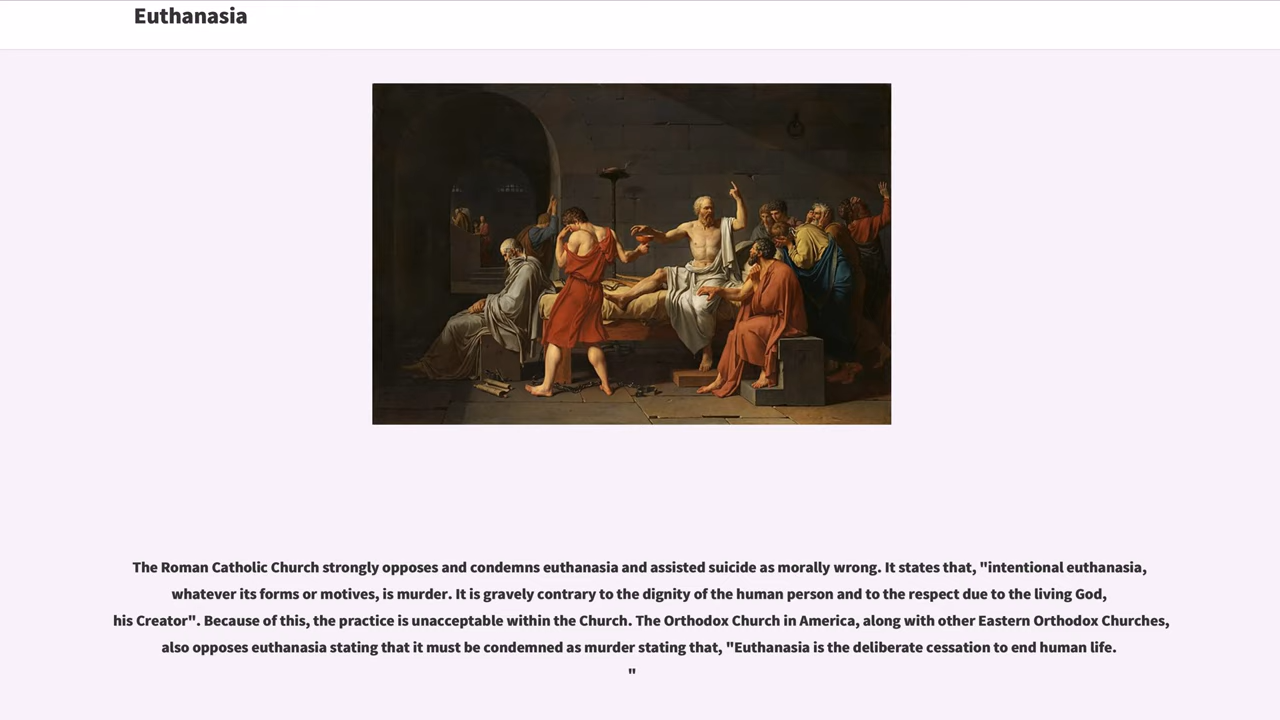 Euthanasia
The Roman Catholic Church strongly opposes and condemns euthanasia and assisted suicide as morally wrong. It states that, "intentional euthanasia,
whatever its forms or motives, is murder. It is gravely contrary to the dignity of the human person and to the respect due to the living God,
his Creator". Because of this, the practice is unacceptable within the Church. The Orthodox Church in America, along with other Eastern Orthodox Churches,
also opposes euthanasia stating that it must be condemned as murder stating that, "Euthanasia is the deliberate cessation to end human life.
"